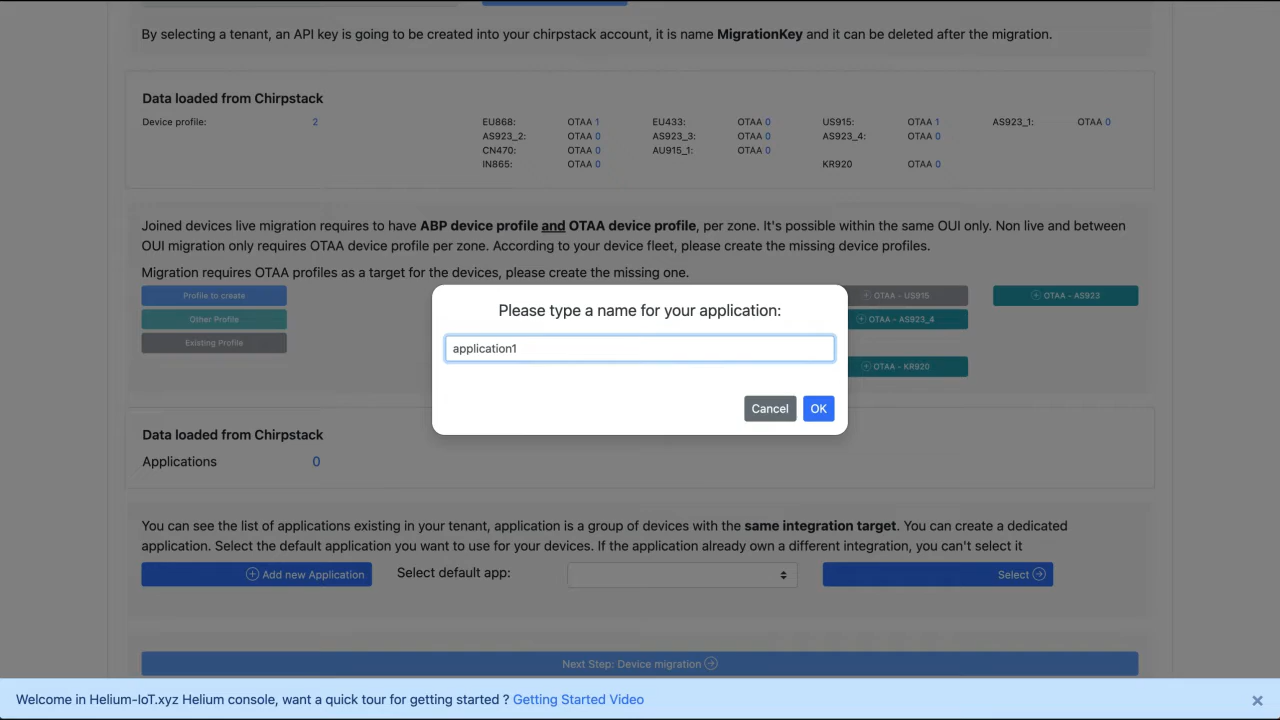 By selecting a tenant, an API key is going to be created into your chirpstack account, it is name MigrationKey and it can be deleted after the migration.
Data loaded from Chirpstack
Device profile: 2 EU868: OTAA 1 EU433: OTAA 0 US915: OTAA 1 AS923_1: OTAA 0
AS923_2: OTAA 0 AS923_3: OTAA 0 AS923_4: OTAA 0
CN470: OTAA 0 AU915_1: OTAA 0
IN865: OTAA 0 KR920 OTAA 0
Joined devices live migration requires to have ABP device profile and OTAA device profile, per zone. It's possible within the same OUI only. Non live and between
OUI migration only requires OTAA device profile per zone. According to your device fleet, please create the missing device profiles.
Migration requires OTAA profiles as a target for the devices, please create the missing one.
Profile to create OTAA - US915 OTAA - AS923
Other Profile OTAA - AS923_4
Existing Profile
OTAA - KR920
Please type a name for your application:
application1
Cancel OK
Data loaded from Chirpstack
Applications 0
You can see the list of applications existing in your tenant, application is a group of devices with the same integration target. You can create a dedicated
application. Select the default application you want to use for your devices. If the application already own a different integration, you can't select it
Add new Application Select default app: Select
Next Step: Device migration
Welcome in Helium-IoT.xyz Helium console, want a quick tour for getting started ? Getting Started Video